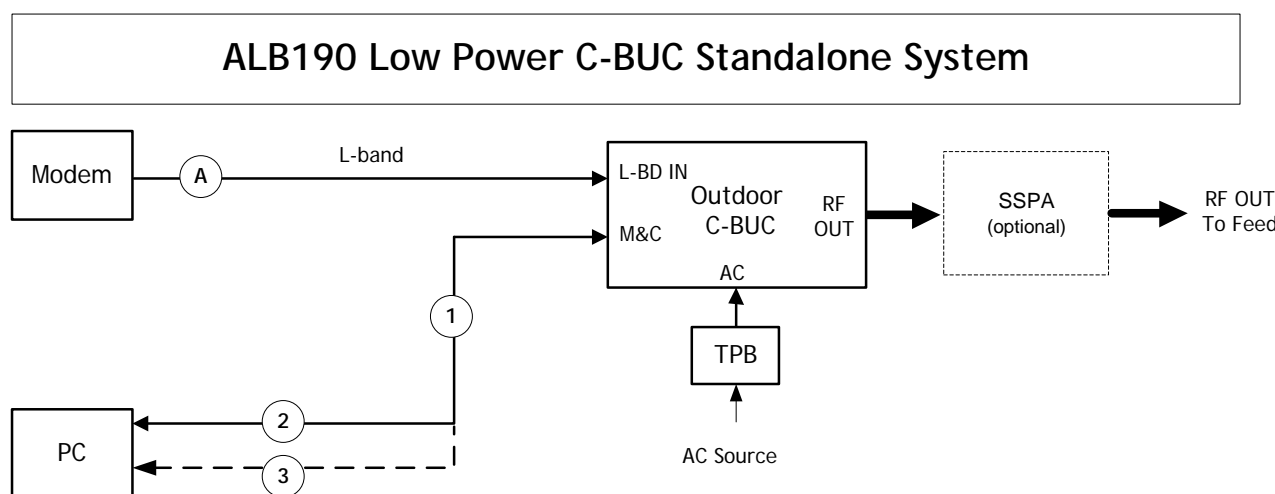 ALB190 Low Power C-BUC Standalone System
Modem
A
L-band
L-BD IN
Outdoor
C-BUC
RF
OUT
M&C
AC
SSPA
(optional)
RF OUT
To Feed
1
TPB
AC Source
PC
2
3